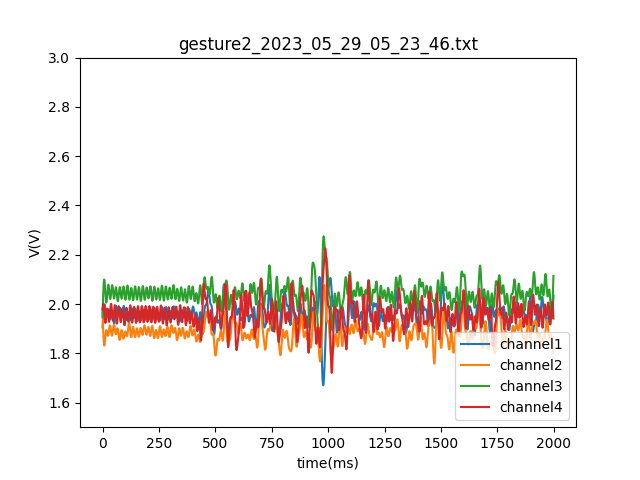 gesture2_2023_05_29_05_23_46.txt
3.0
2.8
2.6
2.4
2.2
2.0
1.8
1.6
V(V)
channel1
channel2
channel3
channel4
0 250 500 750 1000 1250 1500 1750 2000
time(ms)